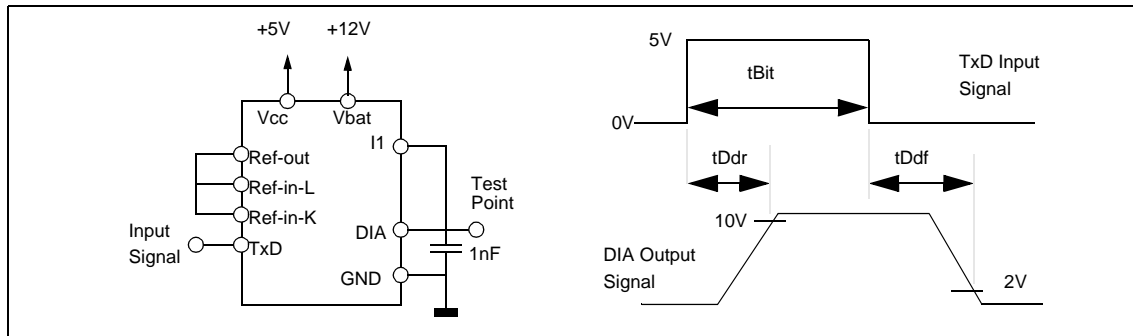 +5V
+12V
Vcc
Vbat
I1
Ref-out
Ref-in-L
Ref-in-K
Input
Signal
TxD
DIA
Test
Point
1nF
GND
5V
tBit
TxD Input
Signal
0V
tDdr
tDdf
10V
DIA Output
Signal
2V